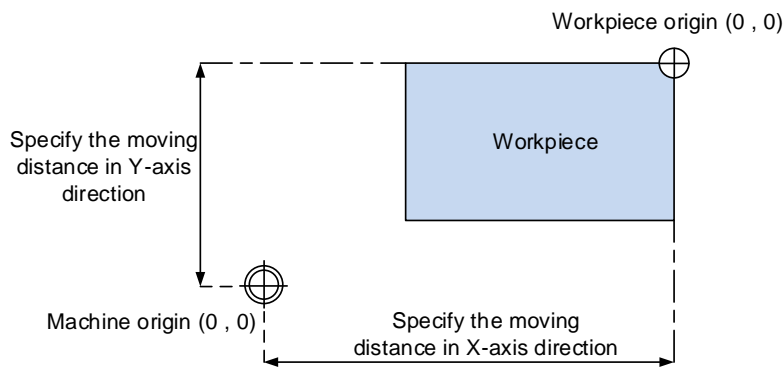 Workpiece origin (0 , 0)
Specify the moving
distance in Y-axis
direction
Workpiece
Machine origin (0 , 0)
Specify the moving
distance in X-axis direction